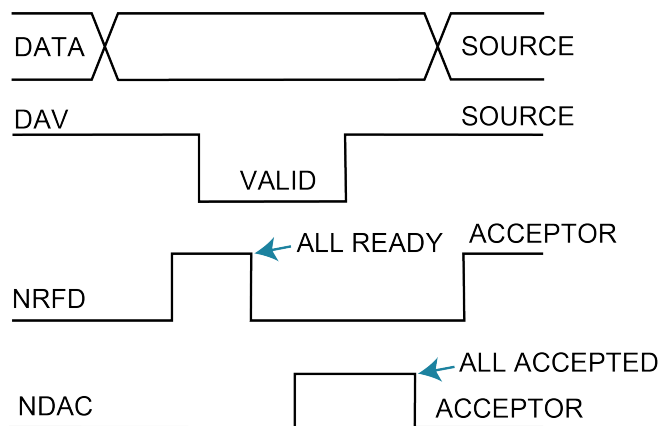 DATA
SOURCE
DAV
SOURCE
VALID
ALL READY
ACCEPTOR
NRFD
ALL ACCEPTED
NDAC
ACCEPTOR